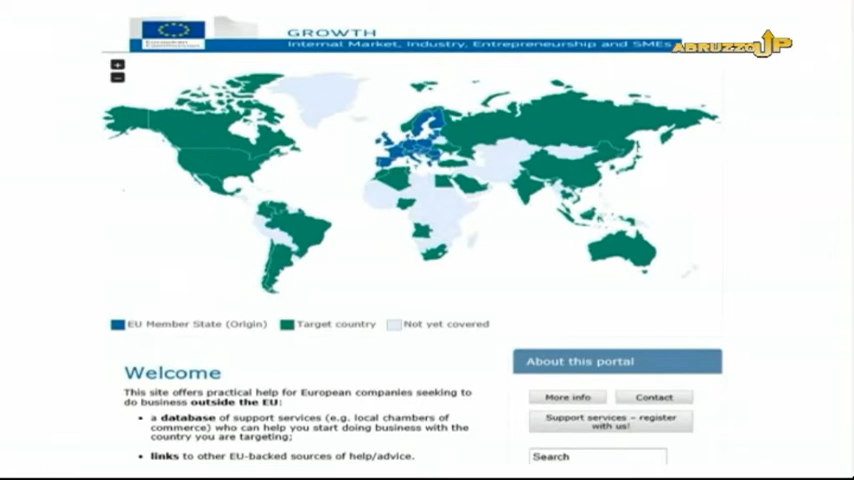 European
Commission
GROWTH
Internal Market, Industry, Entrepreneurship and SMEs
ABRUZZO UP
+
−
EU Member State (Origin)
Target country
Not yet covered
Welcome
This site offers practical help for European companies seeking to
do business outside the EU:
• a database of support services (e.g. local chambers of
commerce) who can help you start doing business with the
country you are targeting;
• links to other EU-backed sources of help/advice.
About this portal
More info
Contact
Support services – register
with us!
Search